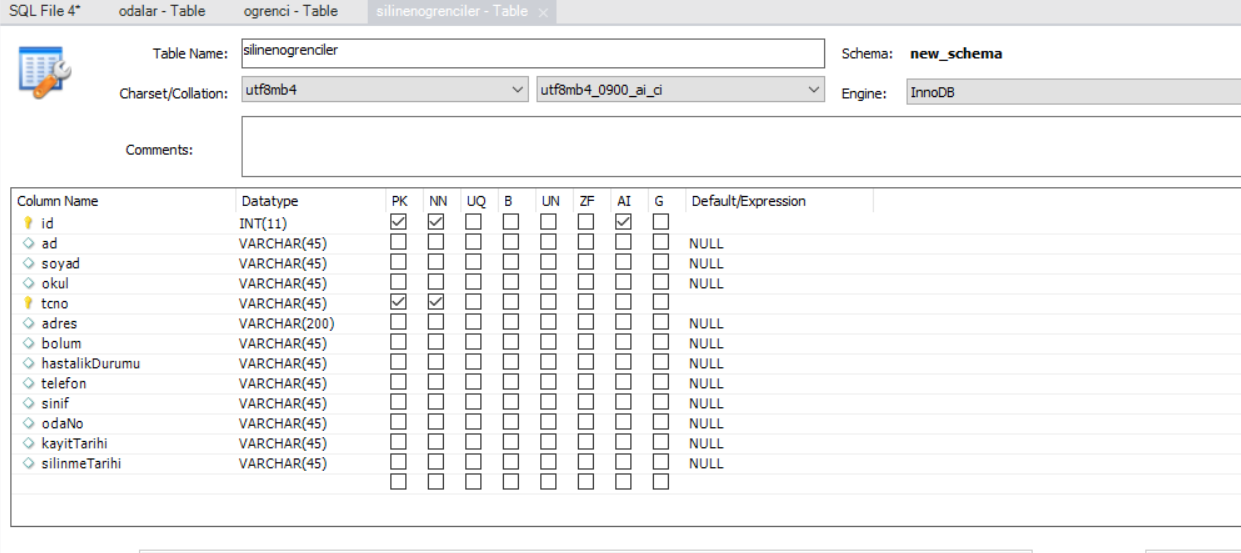 SQL File 4* odalar - Table ogrenci - Table silinenogrenciler - Table
Table Name: silinenogrenciler Schema: new_schema
Charset/Collation: utf8mb4 utf8mb4_0900_ai_ci Engine: InnoDB
Comments:
Column Name Datatype PK NN UQ B UN ZF AI G Default/Expression
id INT(11)
ad VARCHAR(45) NULL
soyad VARCHAR(45) NULL
okul VARCHAR(45) NULL
tcno VARCHAR(45)
adres VARCHAR(200) NULL
bolum VARCHAR(45) NULL
hastalikDurumu VARCHAR(45) NULL
telefon VARCHAR(45) NULL
sinif VARCHAR(45) NULL
odaNo VARCHAR(45) NULL
kayitTarihi VARCHAR(45) NULL
silinmeTarihi VARCHAR(45) NULL